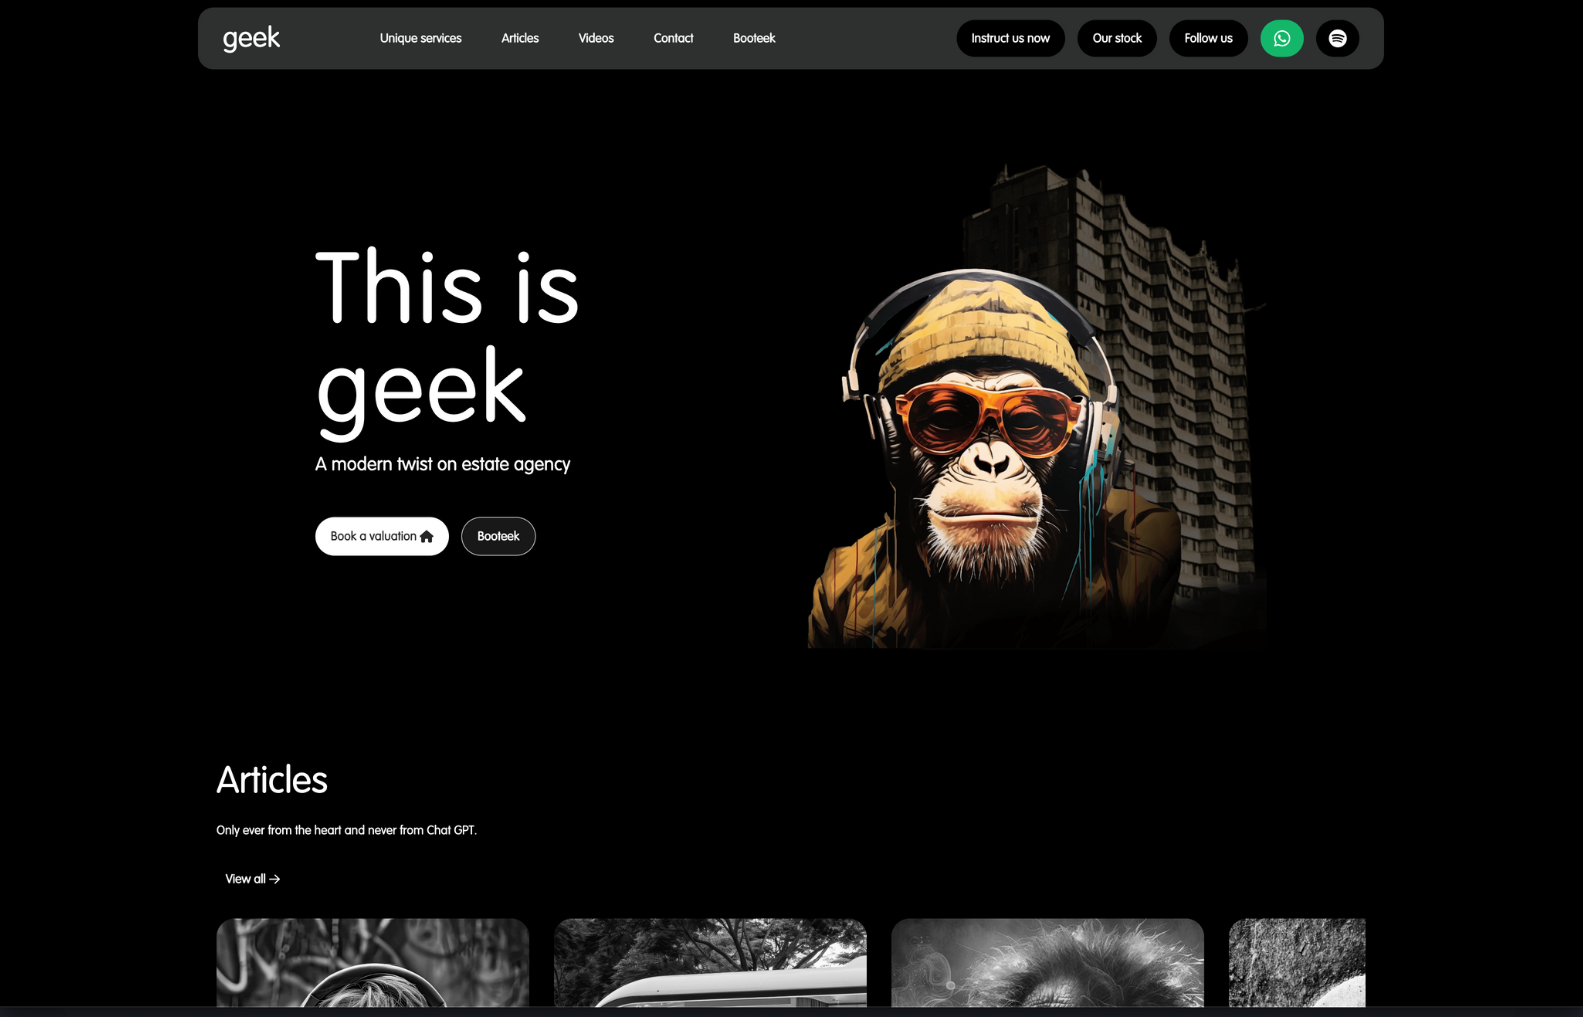 geek
Unique services
Articles
Videos
Contact
Booteek
Instruct us now
Our stock
Follow us
This is
geek
A modern twist on estate agency
Book a valuation
Booteek
Articles
Only ever from the heart and never from Chat GPT.
View all →